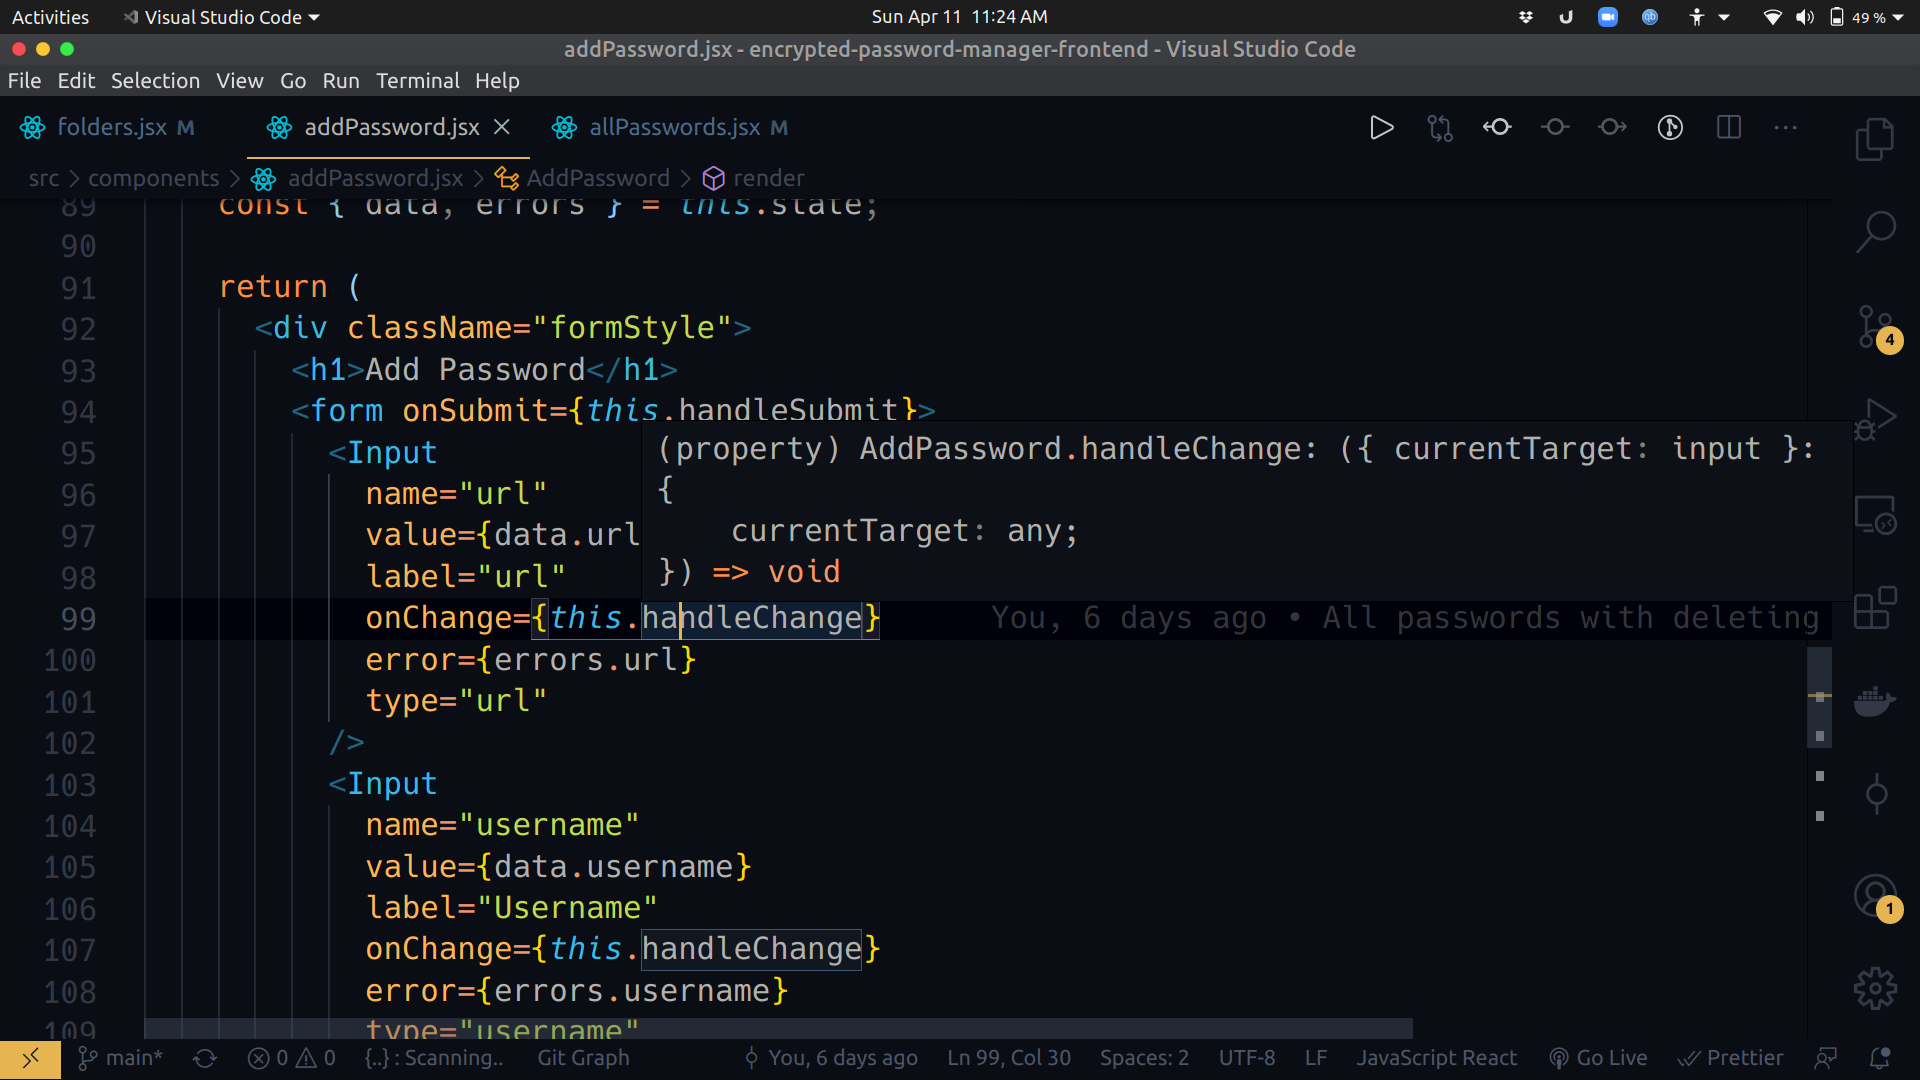 Activities Visual Studio Code Sun Apr 11 11:24 AM 49 %
addPassword.jsx - encrypted-password-manager-frontend - Visual Studio Code
File Edit Selection View Go Run Terminal Help
folders.jsx M addPassword.jsx allPasswords.jsx M
src > components > addPassword.jsx > AddPassword > render
89 const { data, errors } = this.state;
90
91 return (
92 <div className="formStyle">
93 <h1>Add Password</h1>
94 <form onSubmit={this.handleSubmit}>
95 <Input
(property) AddPassword.handleChange: ({ currentTarget: input }:
96 name="url"
{
97 value={data.url
currentTarget: any;
98 label="url"
}) => void
99 onChange={this.handleChange} You, 6 days ago • All passwords with deleting
100 error={errors.url}
101 type="url"
102 />
103 <Input
104 name="username"
105 value={data.username}
106 label="Username"
107 onChange={this.handleChange}
108 error={errors.username}
109 type="username"
4
1
main* 0 0 {..} : Scanning.. Git Graph You, 6 days ago Ln 99, Col 30 Spaces: 2 UTF-8 LF JavaScript React Go Live Prettier